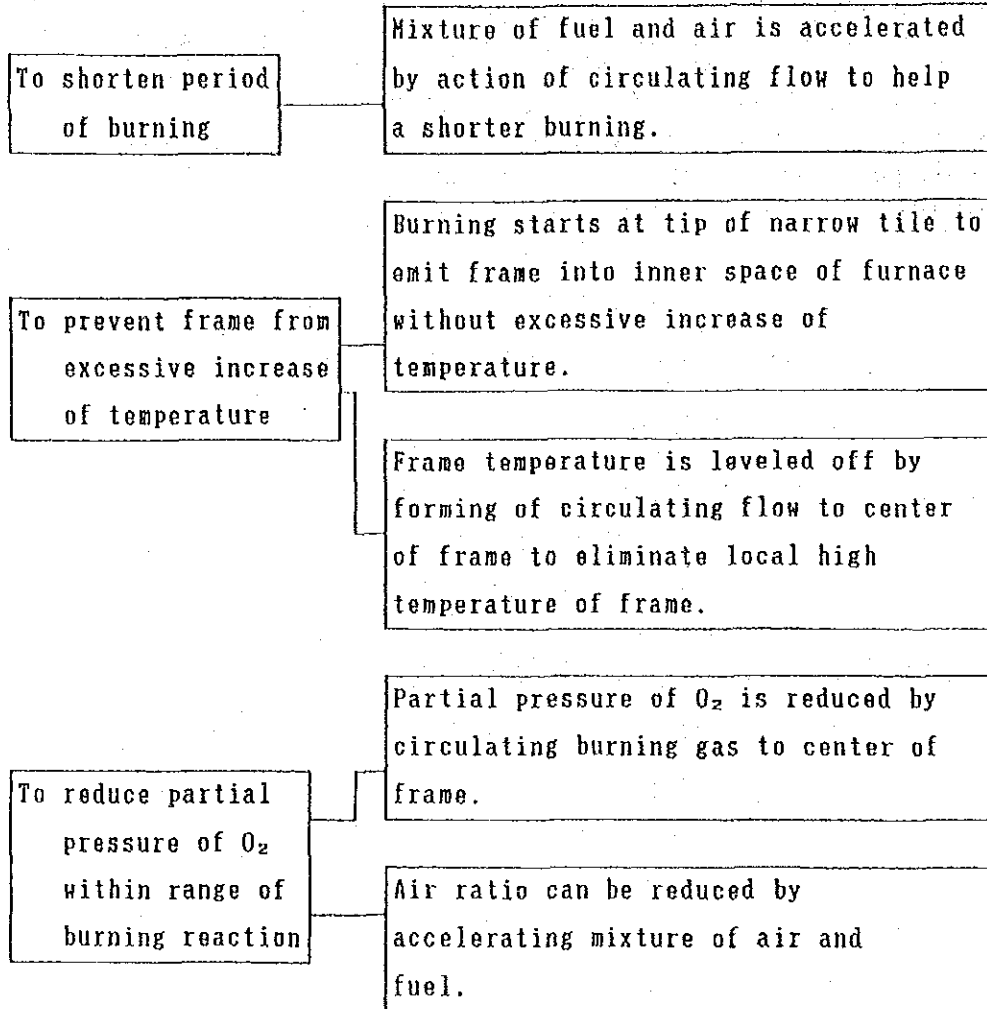 To shorten period
of burning
Mixture of fuel and air is accelerated
by action of circulating flow to help
a shorter burning.
To prevent frame from
excessive increase
of temperature
Burning starts at tip of narrow tile to
emit frame into inner space of furnace
without excessive increase of
temperature.
Frame temperature is leveled off by
forming of circulating flow to center
of frame to eliminate local high
temperature of frame.
To reduce partial
pressure of O₂
within range of
burning reaction
Partial pressure of O₂ is reduced by
circulating burning gas to center of
frame.
Air ratio can be reduced by
accelerating mixture of air and
fuel.